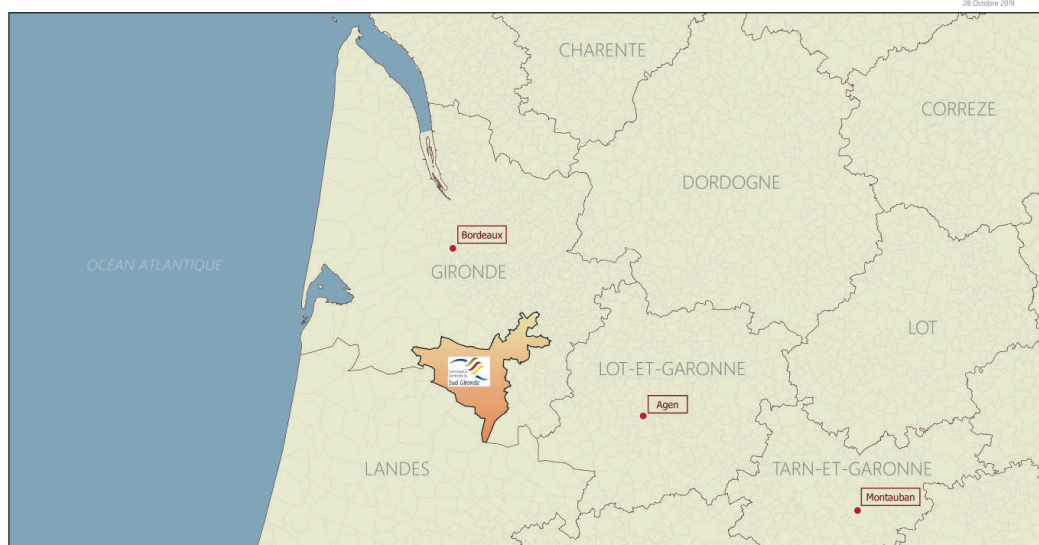 28 Octobre 2019
CHARENTE
CORREZE
DORDOGNE
Bordeaux
OCEAN ATLANTIQUE
GIRONDE
LOT
Sud Gironde
LOT-ET-GARONNE
Agen
LANDES
TARN-ET-GARONNE
Montauban